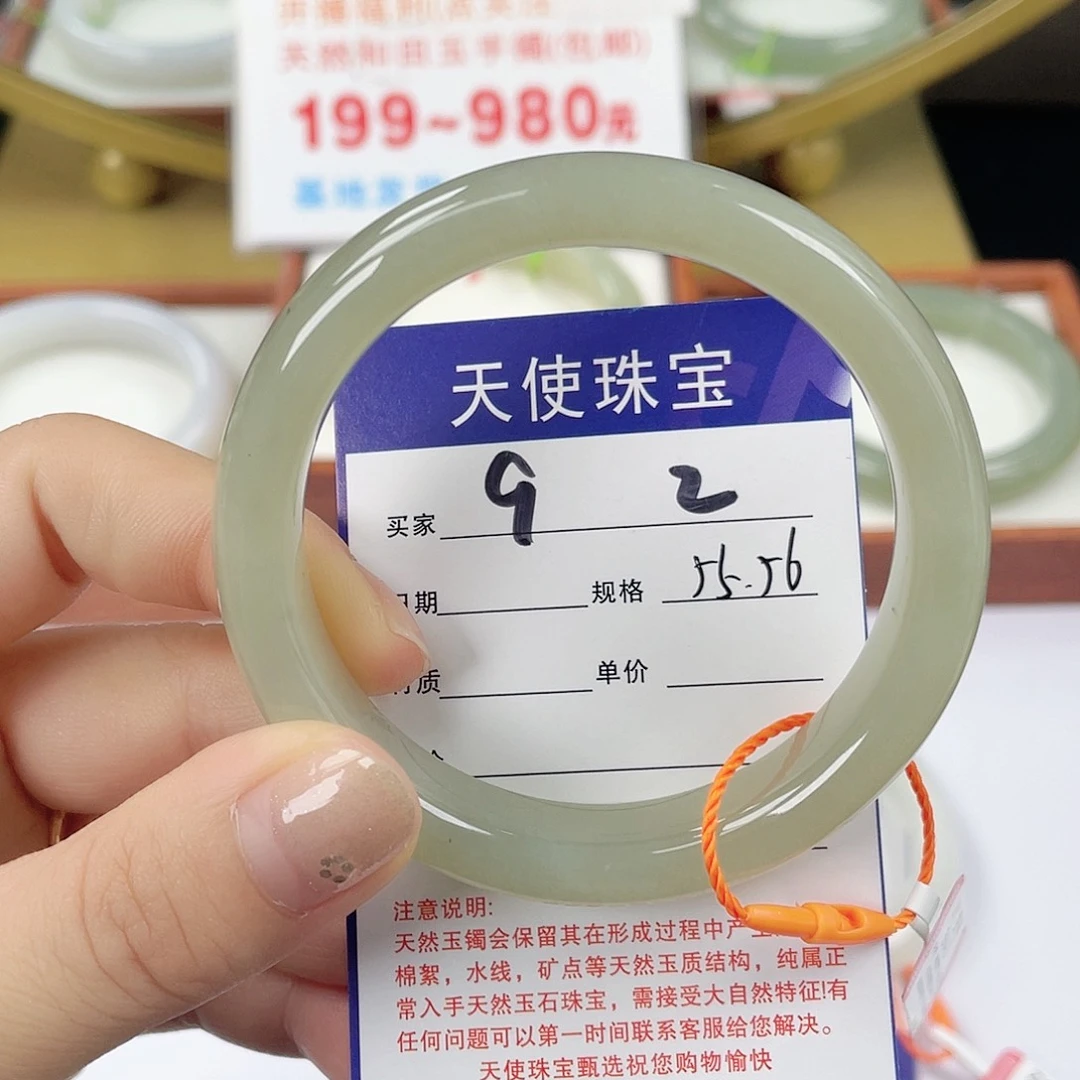 天然和田玉手镯(包邮)
199~980元
基地直
天使珠宝
买家 9 2
日期 规格 55.56
材质 单价
注意说明:
天然玉镯会保留其在形成过程中产
棉絮，水线，矿点等天然玉质结构，纯属正
常入手天然玉石珠宝，需接受大自然特征!有
任何问题可以第一时间联系客服给您解决。
天使珠宝甄选祝您购物愉快